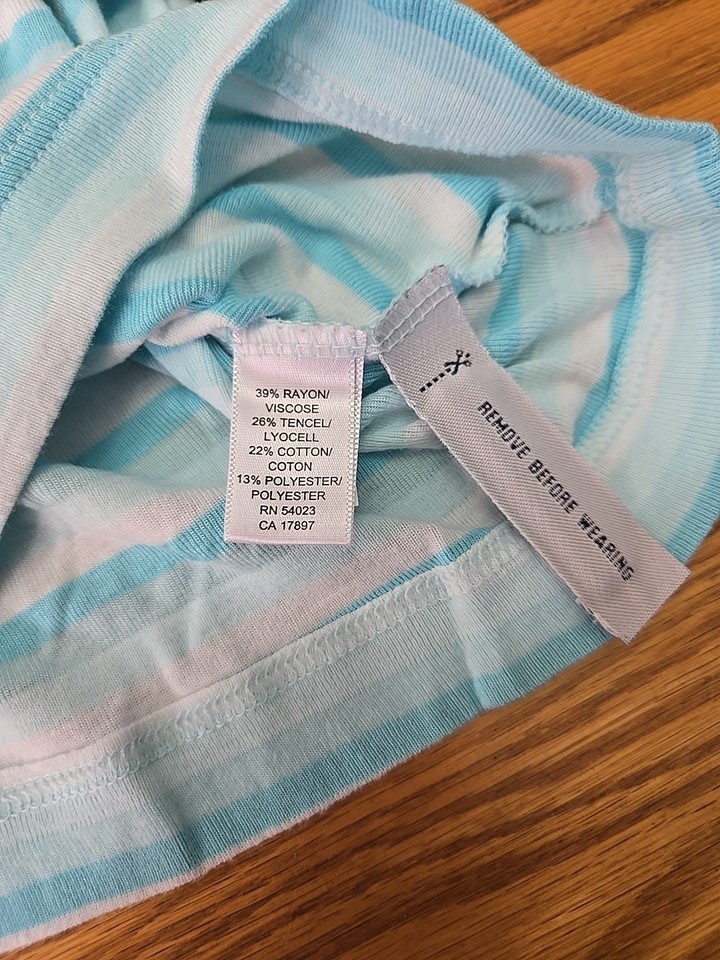 39% RAYON/
VISCOSE
26% TENCEL/
LYOCELL
22% COTTON/
COTON
13% POLYESTER/
POLYESTER
RN 54023
CA 17897
REMOVE BEFORE WEARING